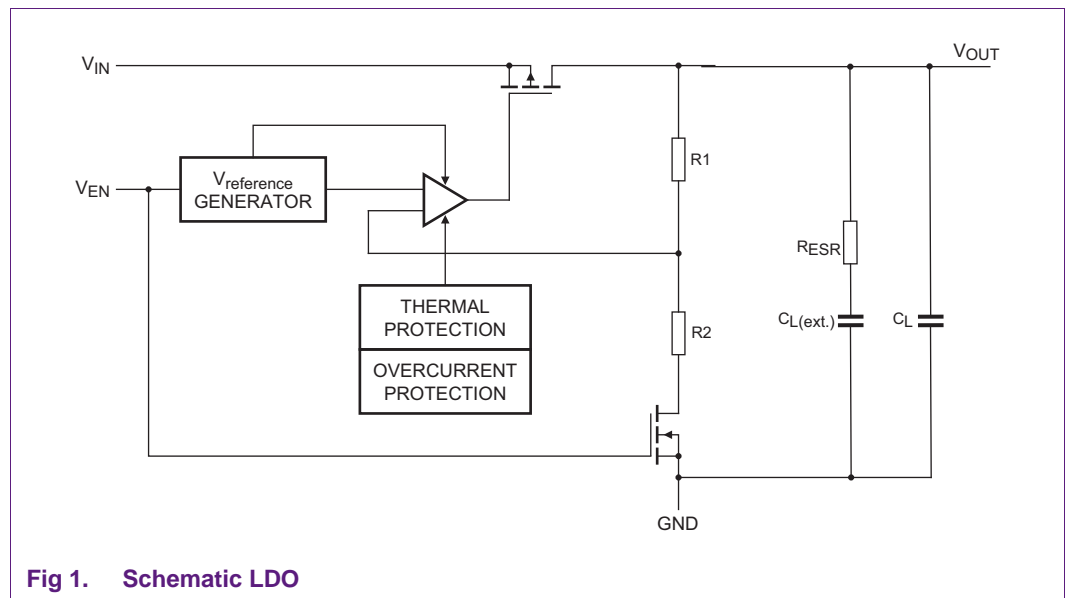 VIN
VOUT
R1
VEN
Vreference
GENERATOR
RESR
THERMAL
PROTECTION
CL(ext.)
CL
R2
OVERCURRENT
PROTECTION
GND
Fig 1. Schematic LDO